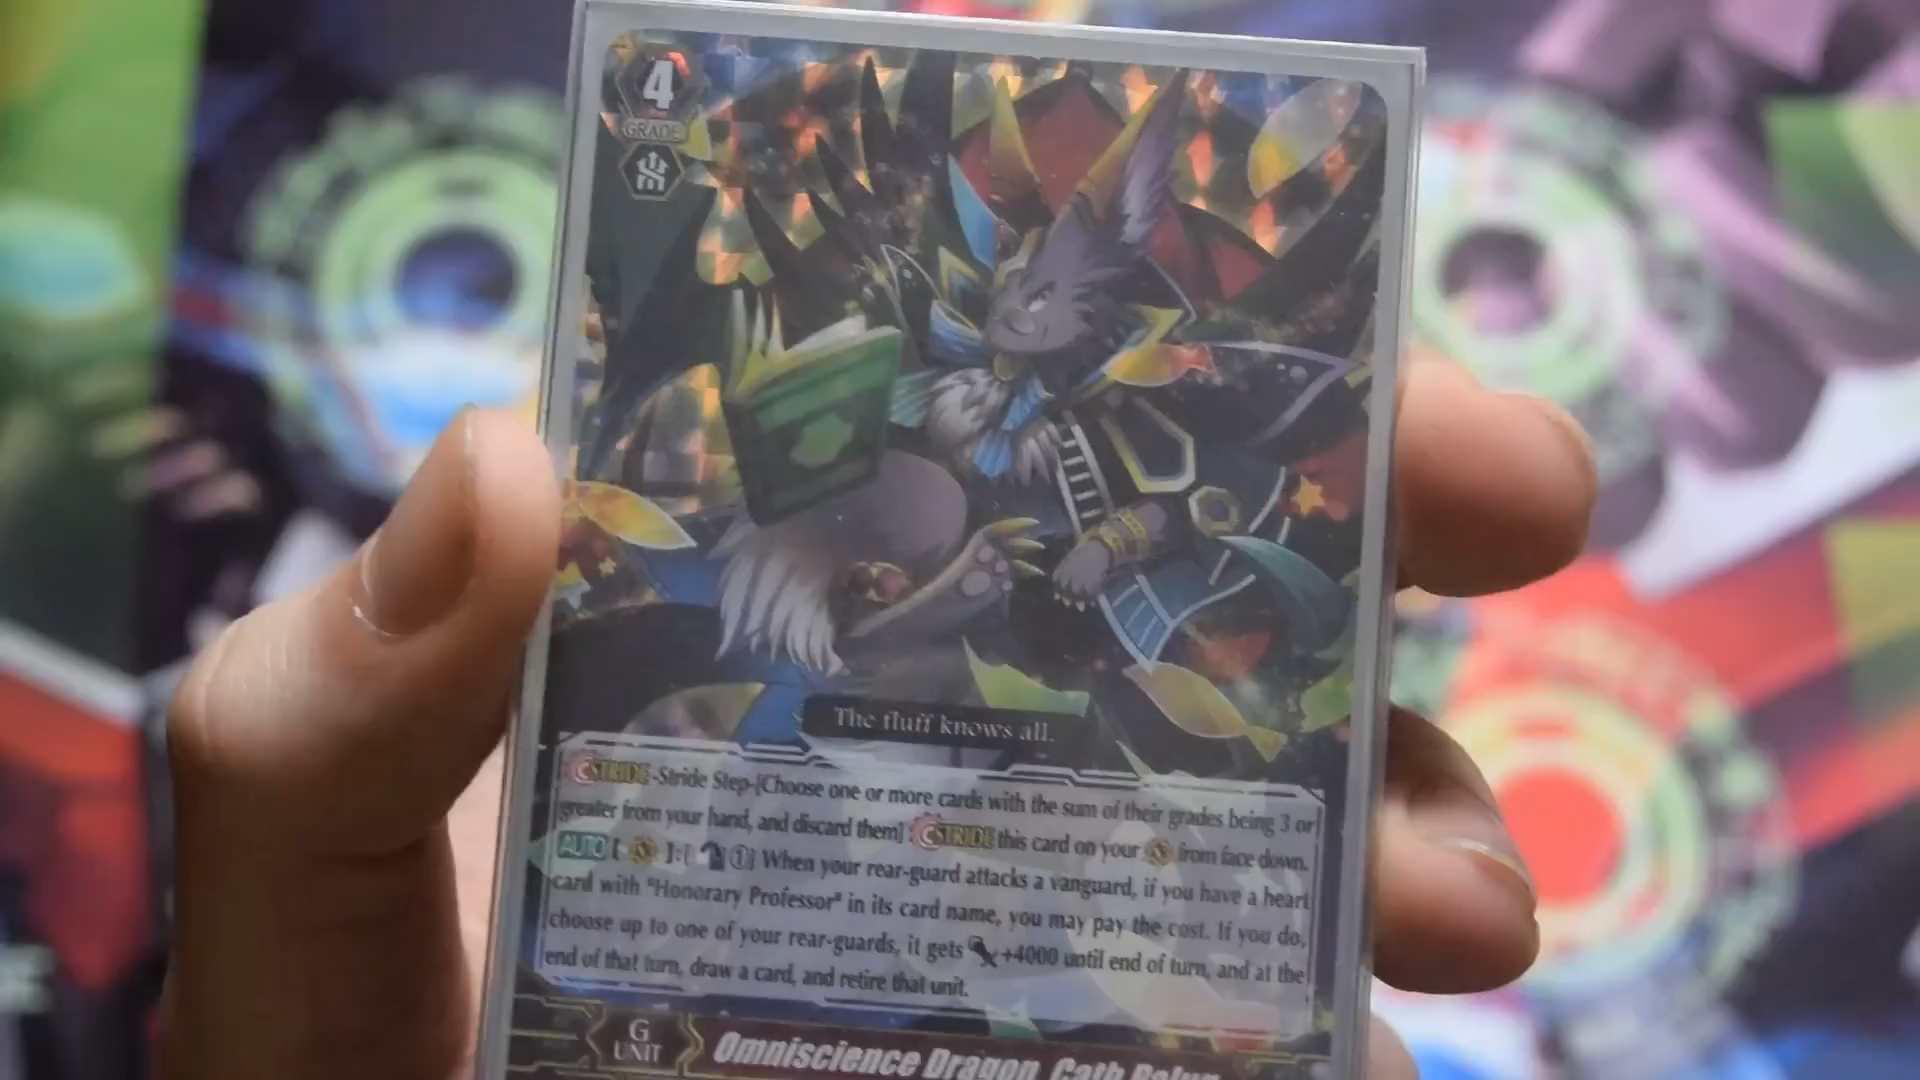 4
GRADE
The fluff knows all.
STRIDE-Stride Step-[Choose one or more cards with the sum of their grades being 3 or
greater from your hand, and discard them] STRIDE this card on your from face down.
AUTO [ ]:[ ①] When your rear-guard attacks a vanguard, if you have a heart
card with "Honorary Professor" in its card name, you may pay the cost. If you do,
choose up to one of your rear-guards, it gets +4000 until end of turn, and at the
end of that turn, draw a card, and retire that unit.
G
UNIT
Omniscience Dragon, Cath